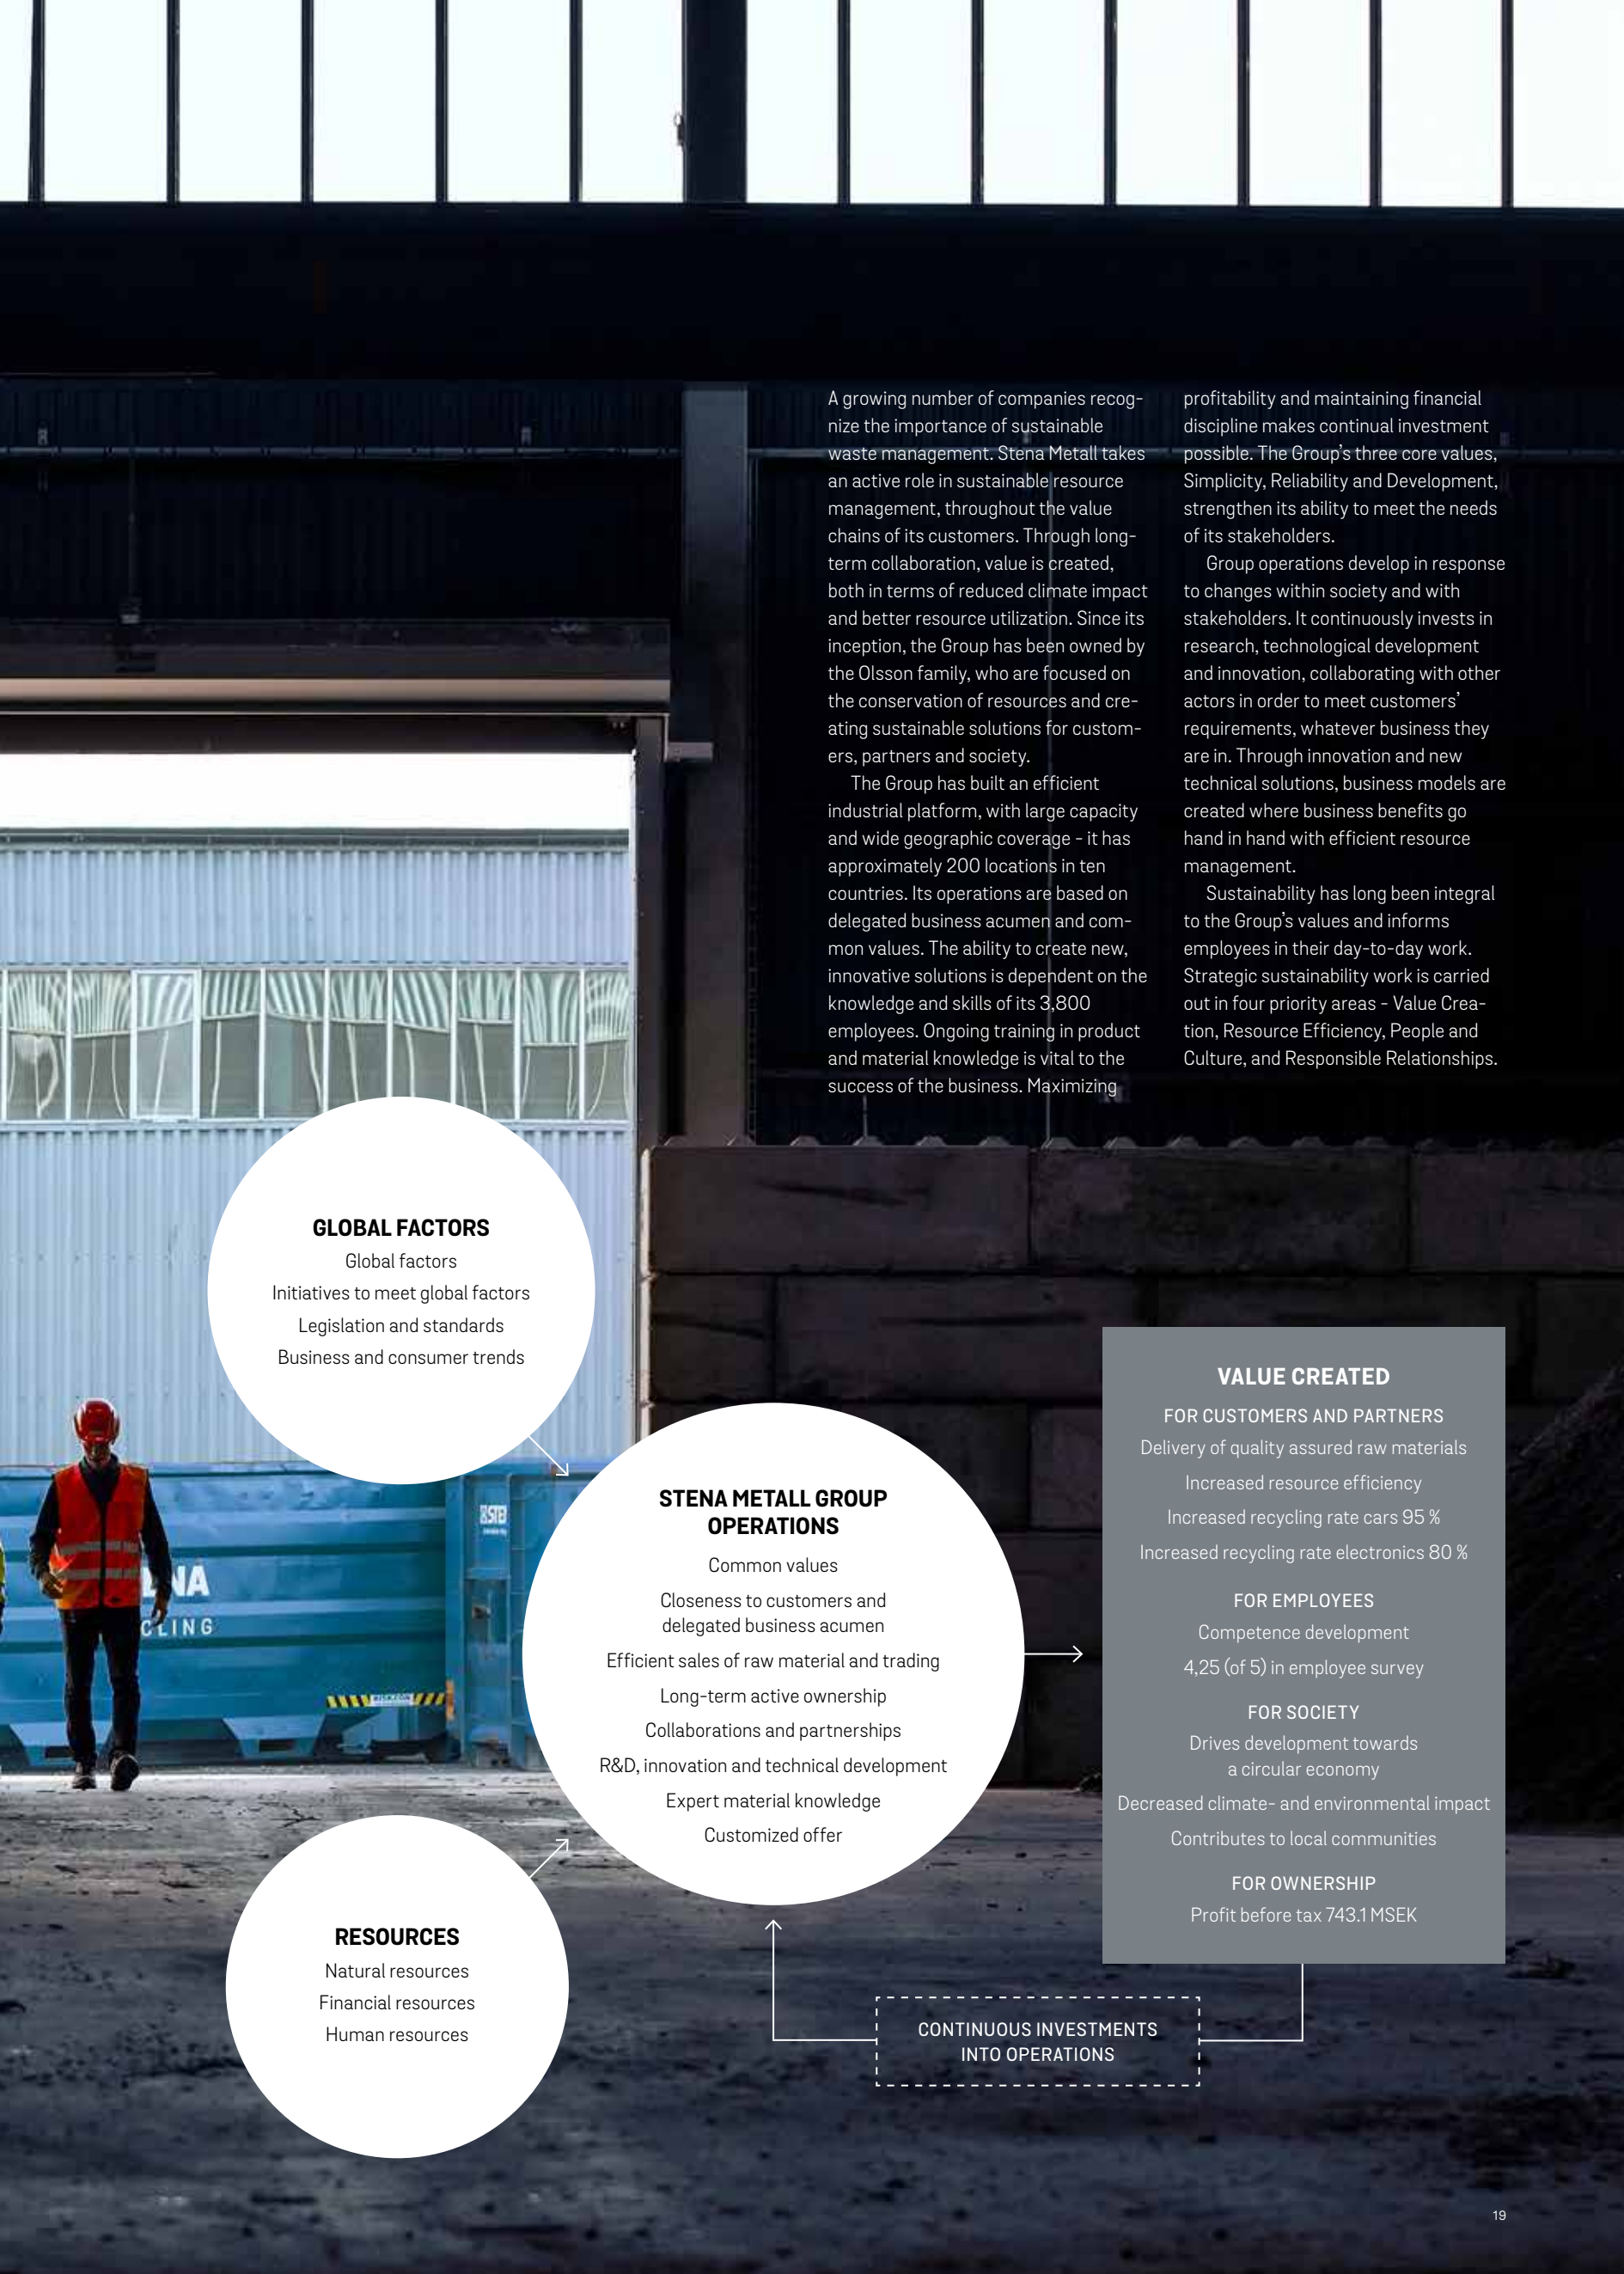 A growing number of companies recog-
nize the importance of sustainable
waste management. Stena Metall takes
an active role in sustainable resource
management, throughout the value
chains of its customers. Through long-
term collaboration, value is created,
both in terms of reduced climate impact
and better resource utilization. Since its
inception, the Group has been owned by
the Olsson family, who are focused on
the conservation of resources and cre-
ating sustainable solutions for custom-
ers, partners and society.
The Group has built an efficient
industrial platform, with large capacity
and wide geographic coverage - it has
approximately 200 locations in ten
countries. Its operations are based on
delegated business acumen and com-
mon values. The ability to create new,
innovative solutions is dependent on the
knowledge and skills of its 3,800
employees. Ongoing training in product
and material knowledge is vital to the
success of the business. Maximizing
profitability and maintaining financial
discipline makes continual investment
possible. The Group's three core values,
Simplicity, Reliability and Development,
strengthen its ability to meet the needs
of its stakeholders.
Group operations develop in response
to changes within society and with
stakeholders. It continuously invests in
research, technological development
and innovation, collaborating with other
actors in order to meet customers'
requirements, whatever business they
are in. Through innovation and new
technical solutions, business models are
created where business benefits go
hand in hand with efficient resource
management.
Sustainability has long been integral
to the Group's values and informs
employees in their day-to-day work.
Strategic sustainability work is carried
out in four priority areas - Value Crea-
tion, Resource Efficiency, People and
Culture, and Responsible Relationships.
GLOBAL FACTORS
Global factors
Initiatives to meet global factors
Legislation and standards
Business and consumer trends
STENA METALL GROUP
OPERATIONS
Common values
Closeness to customers and
delegated business acumen
Efficient sales of raw material and trading
Long-term active ownership
Collaborations and partnerships
R&D, innovation and technical development
Expert material knowledge
Customized offer
RESOURCES
Natural resources
Financial resources
Human resources
VALUE CREATED
FOR CUSTOMERS AND PARTNERS
Delivery of quality assured raw materials
Increased resource efficiency
Increased recycling rate cars 95 %
Increased recycling rate electronics 80 %
FOR EMPLOYEES
Competence development
4,25 (of 5) in employee survey
FOR SOCIETY
Drives development towards
a circular economy
Decreased climate- and environmental impact
Contributes to local communities
FOR OWNERSHIP
Profit before tax 743.1 MSEK
CONTINUOUS INVESTMENTS
INTO OPERATIONS
NA
CLING
19